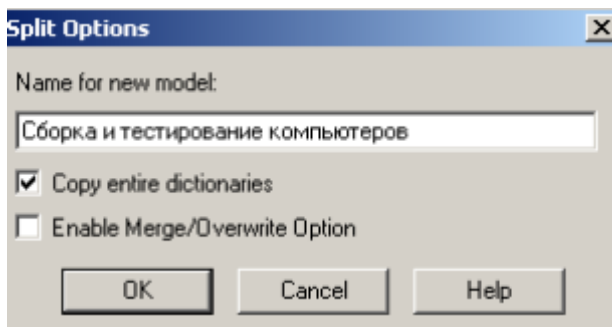 Split Options
Name for new model:
Сборка и тестирование компьютеров
Copy entire dictionaries
Enable Merge/Overwrite Option
OK Cancel Help